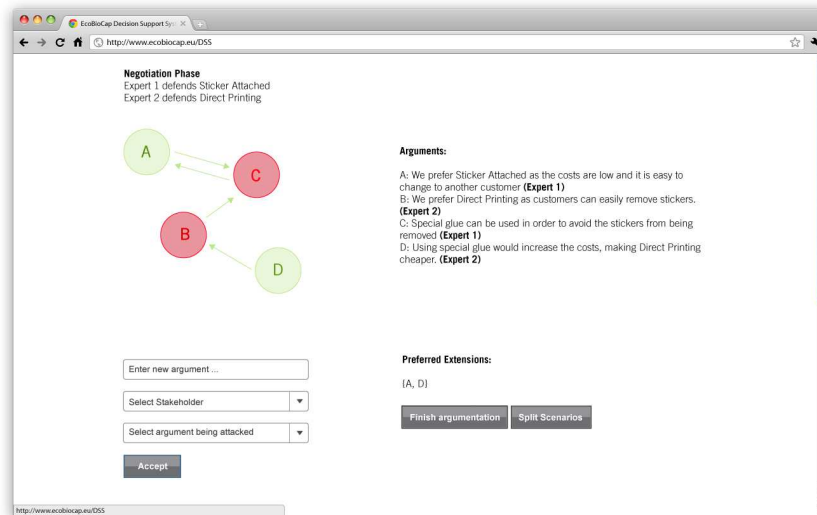 EcoBioCap Decision Support Sys
http://www.ecobiocap.eu/DSS
Negotiation Phase
Expert 1 defends Sticker Attached
Expert 2 defends Direct Printing
A
C
B
D
Arguments:
A: We prefer Sticker Attached as the costs are low and it is easy to
change to another customer (Expert 1)
B: We prefer Direct Printing as customers can easily remove stickers.
(Expert 2)
C: Special glue can be used in order to avoid the stickers from being
removed (Expert 1)
D: Using special glue would increase the costs, making Direct Printing
cheaper. (Expert 2)
Enter new argument ...
Select Stakeholder
Select argument being attacked
Accept
Preferred Extensions:
{A, D}
Finish argumentation
Split Scenarios
http://www.ecobiocap.eu/DSS